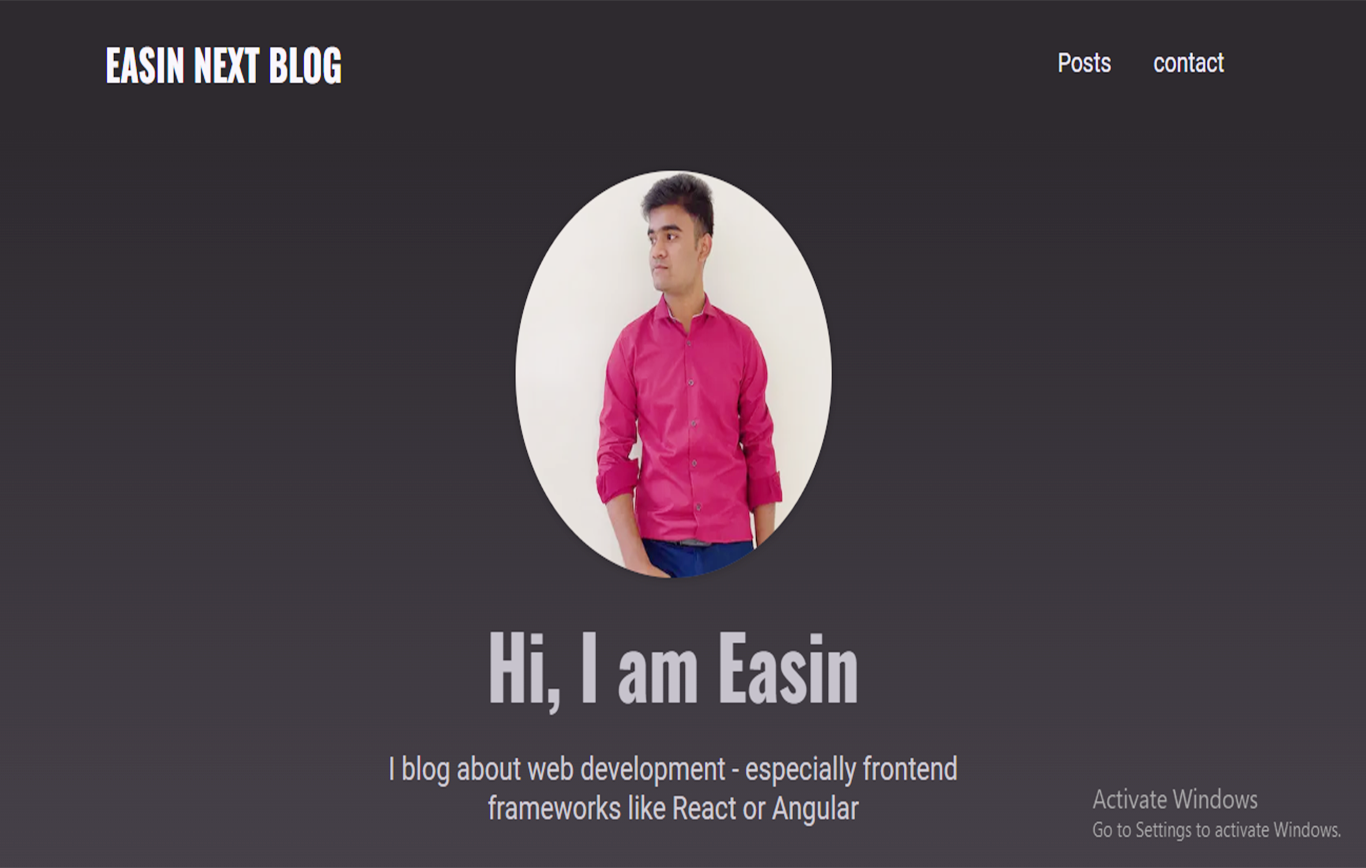 EASIN NEXT BLOG
Posts contact
Hi, I am Easin
I blog about web development - especially frontend
frameworks like React or Angular
Activate Windows
Go to Settings to activate Windows.